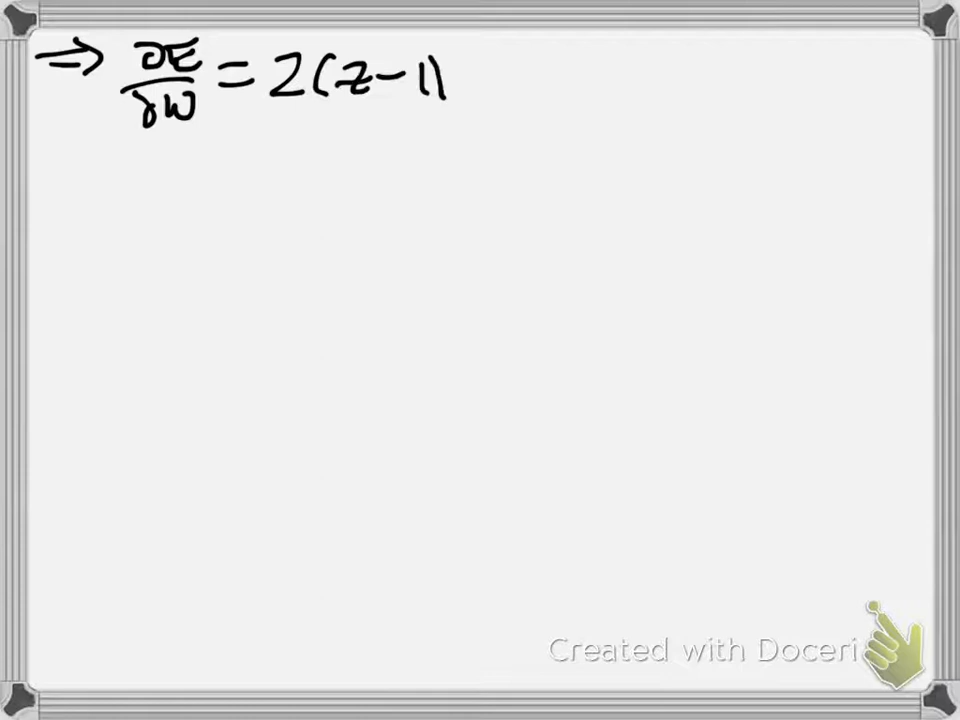 ⇒ ∂E/∂W = 2(z-1)
Created with Doceri